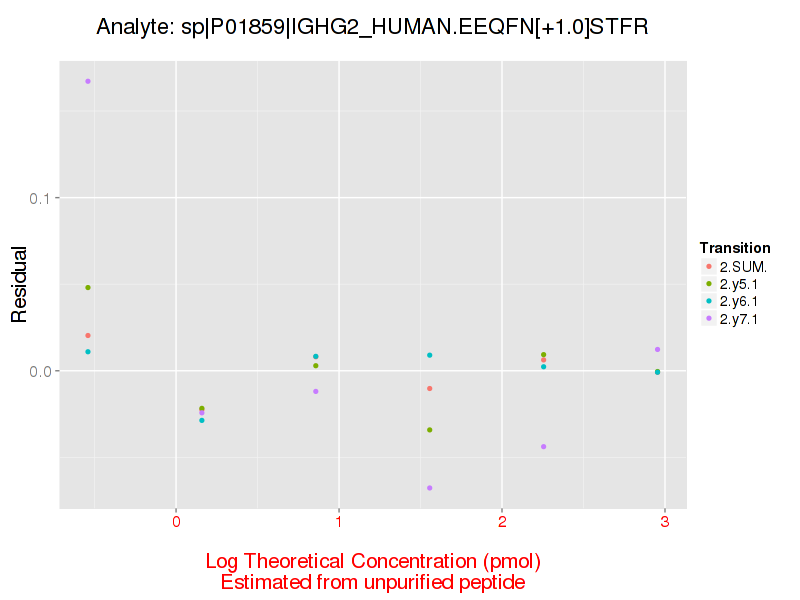 Analyte: sp|P01859|IGHG2_HUMAN.EEQFN[+1.0]STFR
Residual
0.1
0.0
0 1 2 3
Log Theoretical Concentration (pmol)
Estimated from unpurified peptide
Transition
2.SUM.
2.y5.1
2.y6.1
2.y7.1